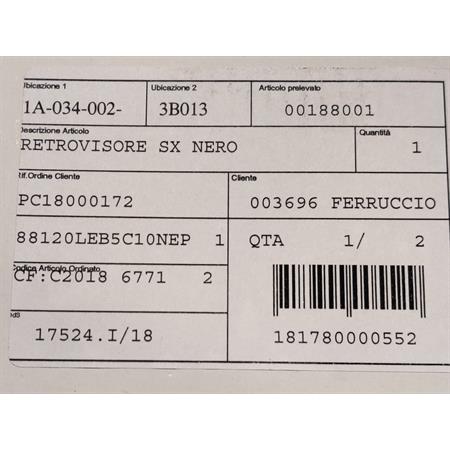 Ubicazione 1 Ubicazione 2 Articolo prelevato
1A-034-002- 3B013 00188001
Descrizione Articolo Quantità
RETROVISORE SX NERO 1
Rif.Ordine Cliente Cliente
PC18000172 003696 FERRUCCIO
88120LEB5C10NEP 1 QTA 1/ 2
Codice Articolo Ordinato
CF:C2018 6771 2
17524.I/18 181780000552